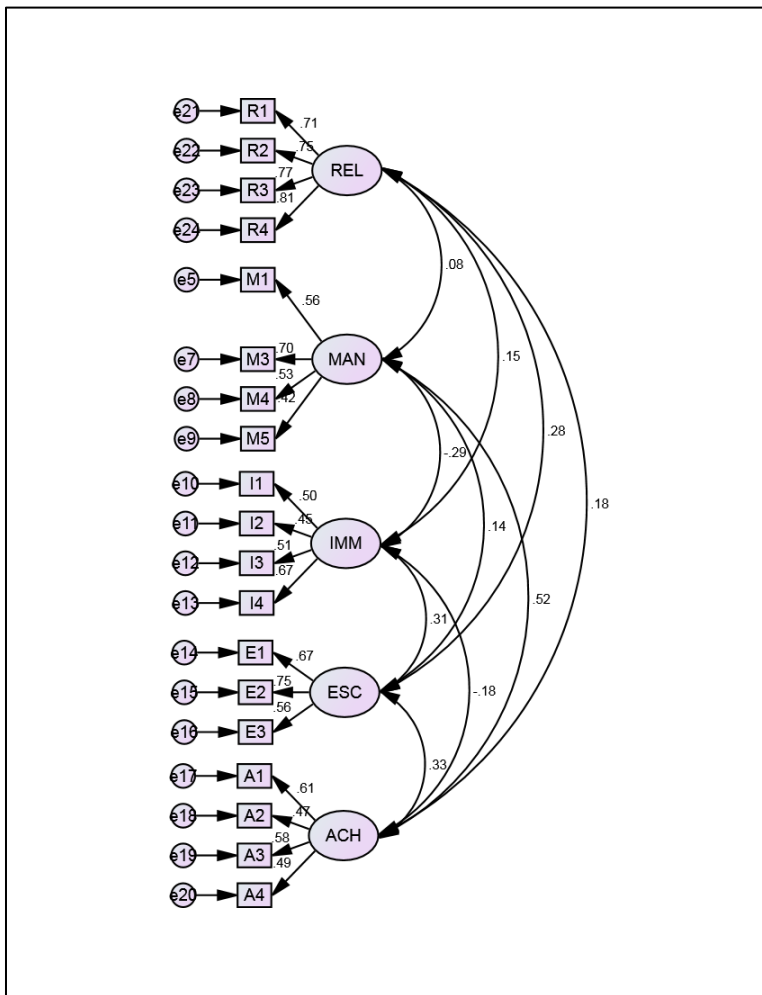 e21 R1 .71
e22 R2 .75 REL
e23 R3 .77
.81
e24 R4
e5 M1
.08
.56
e7 M3 .70 MAN .15
e8 M4 .53
.42
e9 M5 .28
-.29
e10 I1
.50 .18
e11 I2 .45 .14
e12 I3 .51 IMM
.67
e13 I4 .52
.31
e14 E1 .67
e15 E2 .75 ESC -.18
e16 E3 .56
.33
e17 A1
.61
e18 A2 .47
ACH
e19 A3 .58
.49
e20 A4